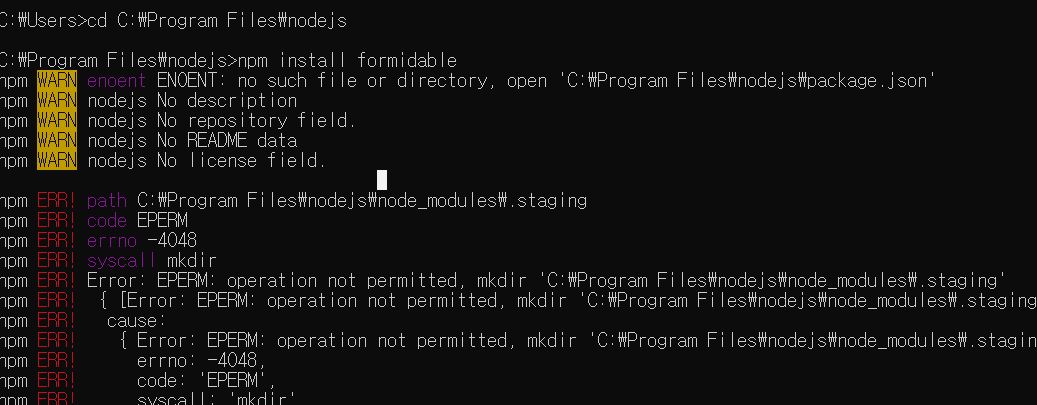 C:₩Users>cd C:₩Program Files₩nodejs
C:₩Program Files₩nodejs>npm install formidable
npm WARN enoent ENOENT: no such file or directory, open 'C:₩Program Files₩nodejs₩package.json'
npm WARN nodejs No description
npm WARN nodejs No repository field.
npm WARN nodejs No README data
npm WARN nodejs No license field.
npm ERR! path C:₩Program Files₩nodejs₩node_modules₩.staging
npm ERR! code EPERM
npm ERR! errno -4048
npm ERR! syscall mkdir
npm ERR! Error: EPERM: operation not permitted, mkdir 'C:₩Program Files₩nodejs₩node_modules₩.staging'
npm ERR! { [Error: EPERM: operation not permitted, mkdir 'C:₩Program Files₩nodejs₩node_modules₩.staging
npm ERR! cause:
npm ERR! { Error: EPERM: operation not permitted, mkdir 'C:₩Program Files₩nodejs₩node_modules₩.stagin
npm ERR! errno: -4048,
npm ERR! code: 'EPERM',
npm ERR! syscall: 'mkdir'